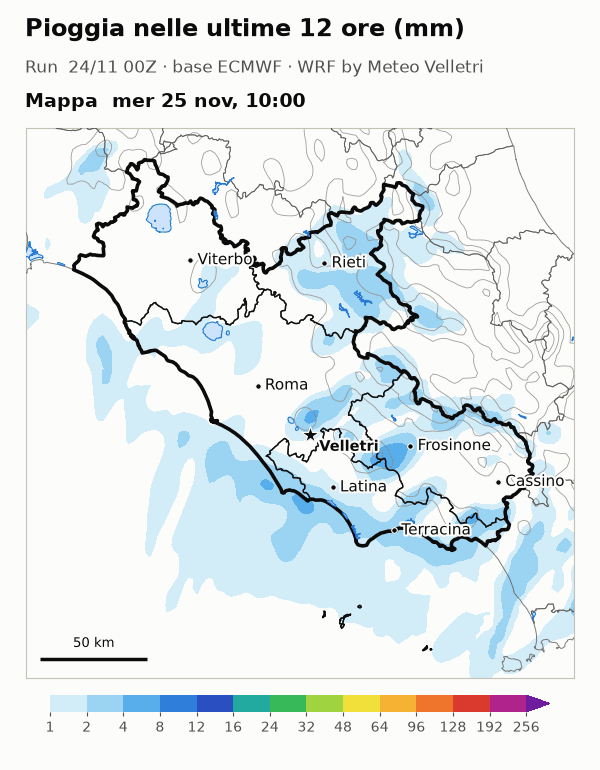 Pioggia nelle ultime 12 ore (mm)
Run  24/11 00Z · base ECMWF · WRF by Meteo Velletri
Mappa  mer 25 nov, 10:00
Viterbo
Rieti
Roma
Velletri
Frosinone
Latina
Cassino
Terracina
50 km
1 2 4 8 12 16 24 32 48 64 96 128 192 256